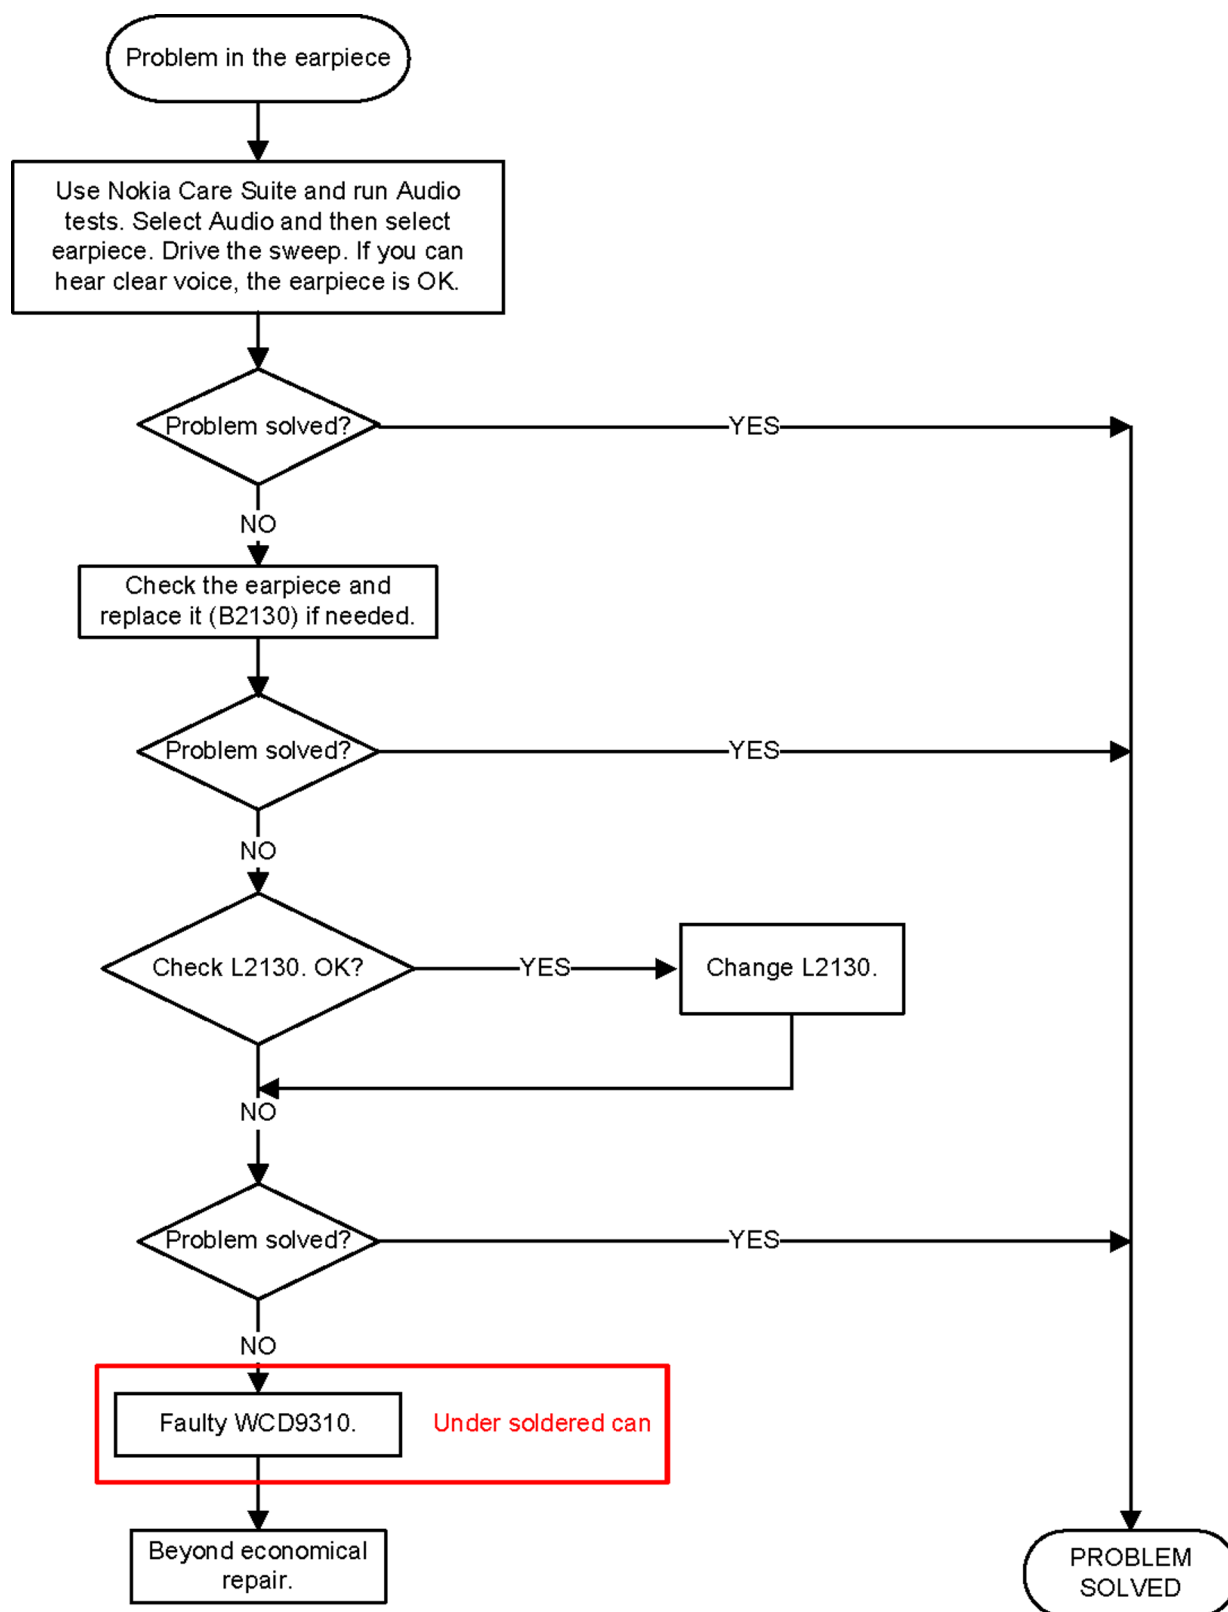 Problem in the earpiece
Use Nokia Care Suite and run Audio
tests. Select Audio and then select
earpiece. Drive the sweep. If you can
hear clear voice, the earpiece is OK.
Problem solved?
YES
NO
Check the earpiece and
replace it (B2130) if needed.
Problem solved?
YES
NO
Check L2130. OK?
YES
Change L2130.
NO
Problem solved?
YES
NO
Faulty WCD9310.
Under soldered can
Beyond economical
repair.
PROBLEM
SOLVED